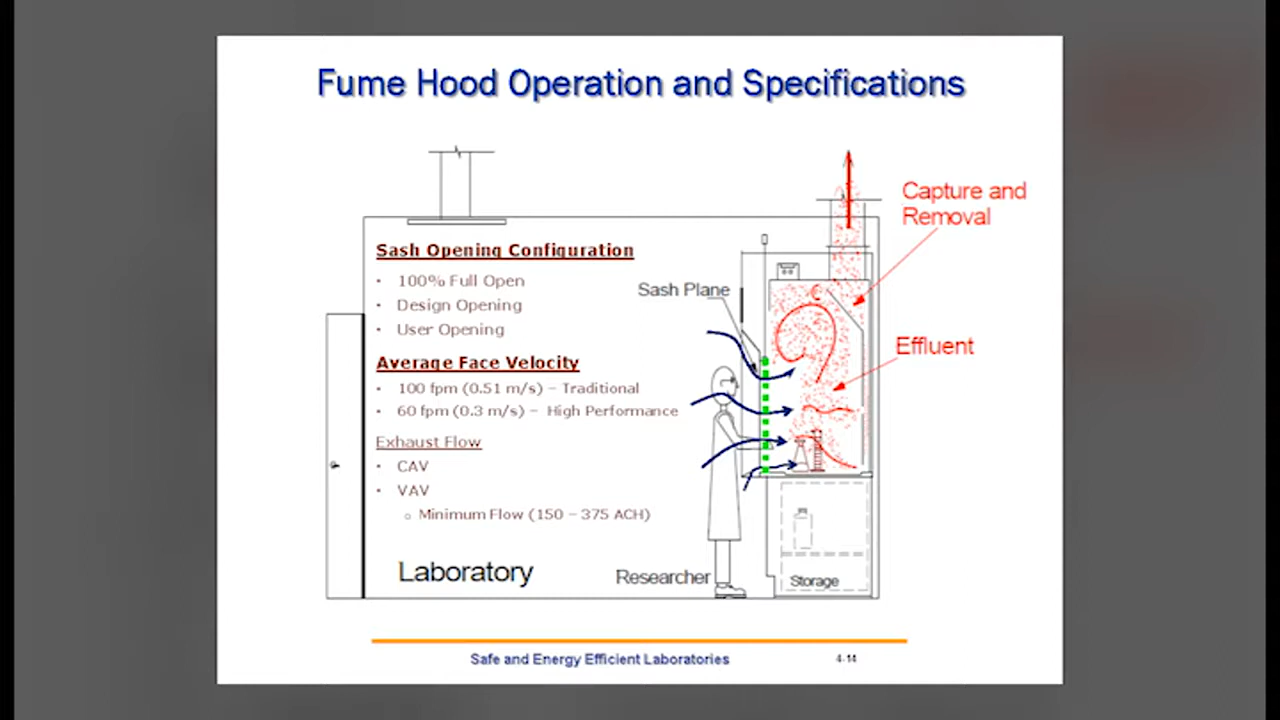 Fume Hood Operation and Specifications
Capture and
Removal
Sash Opening Configuration
• 100% Full Open
• Design Opening
• User Opening
Sash Plane
Effluent
Average Face Velocity
• 100 fpm (0.51 m/s) – Traditional
• 60 fpm (0.3 m/s) – High Performance
Exhaust Flow
• CAV
• VAV
o Minimum Flow (150 – 375 ACH)
Laboratory
Researcher
Storage
Safe and Energy Efficient Laboratories
4-14